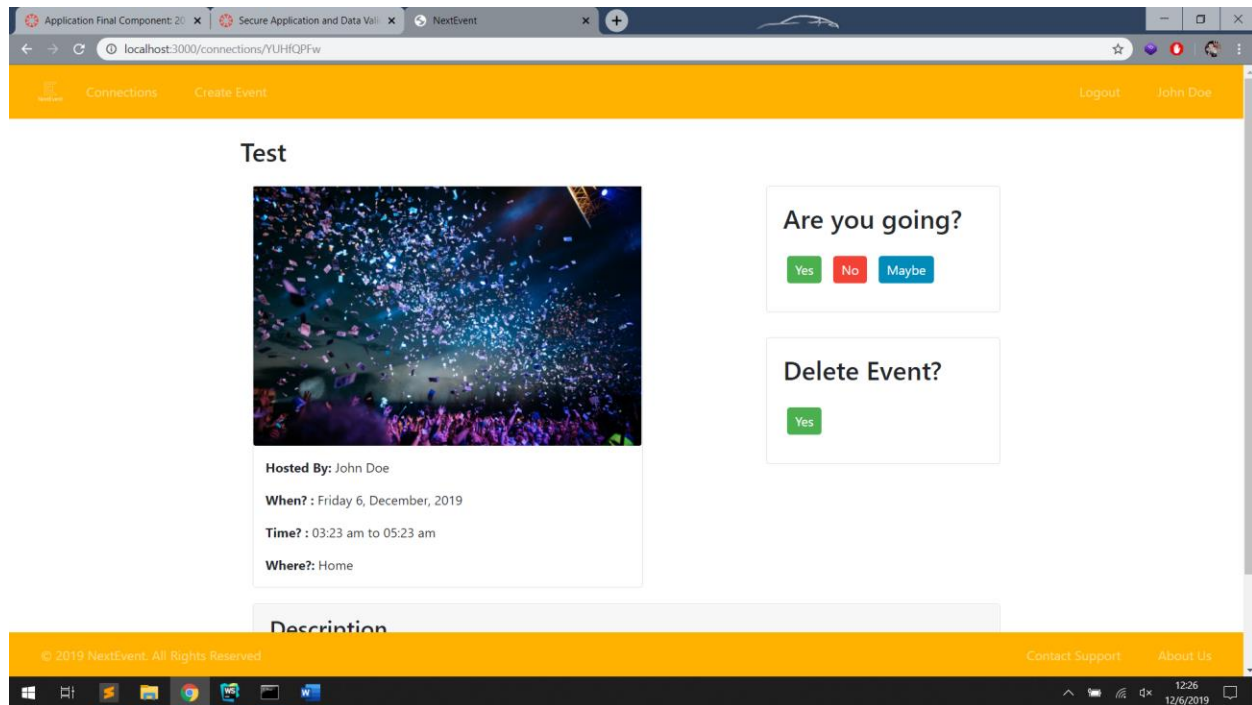 Application Final Component: 20
Secure Application and Data Vali
NextEvent
localhost:3000/connections/YUHfQPFw
Connections
Create Event
Logout
John Doe
Test
Are you going?
Yes
No
Maybe
Delete Event?
Yes
Hosted By: John Doe
When? : Friday 6, December, 2019
Time? : 03:23 am to 05:23 am
Where?: Home
Description
© 2019 NextEvent. All Rights Reserved
Contact Support
About Us
12:26
12/6/2019